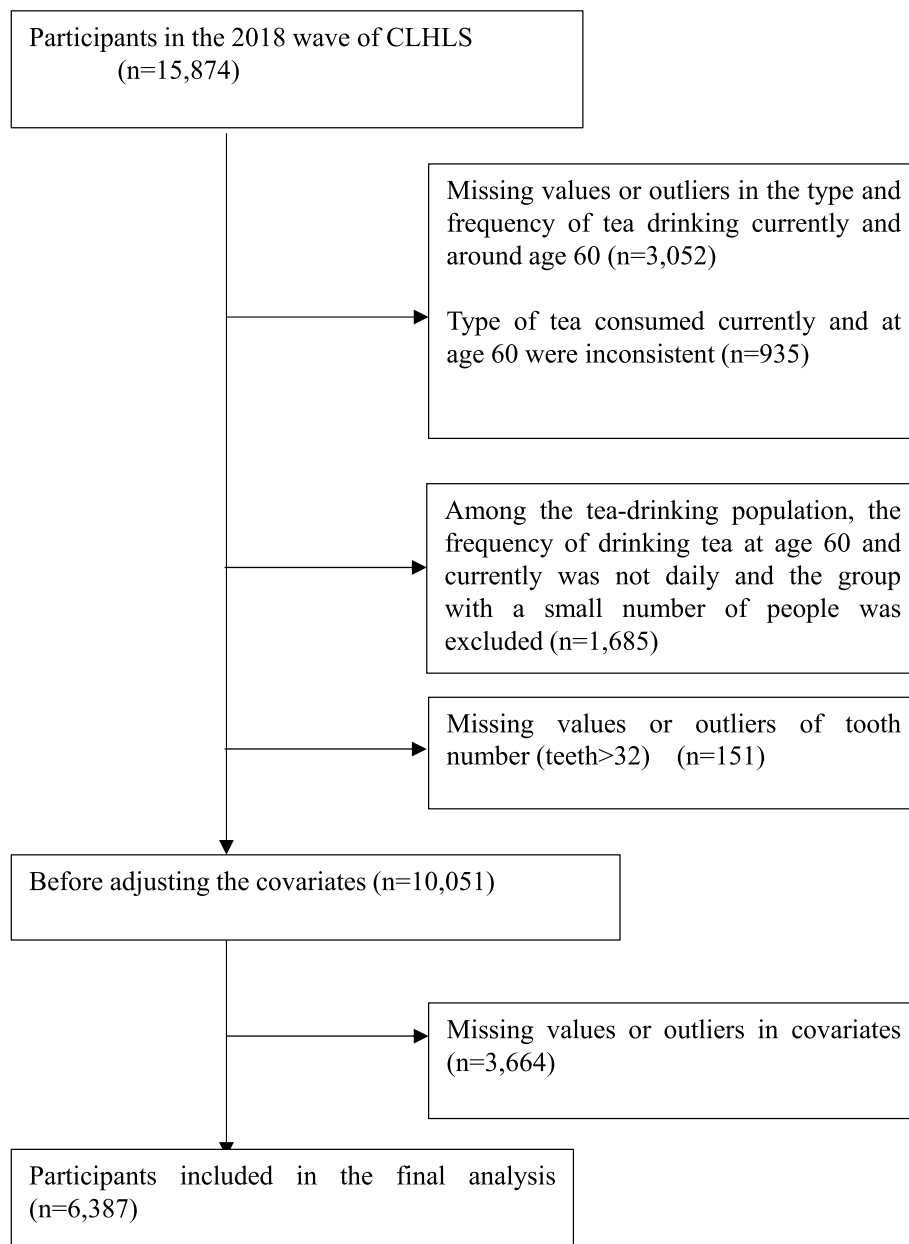 Participants in the 2018 wave of CLHLS
(n=15,874)
Missing values or outliers in the type and
frequency of tea drinking currently and
around age 60 (n=3,052)
Type of tea consumed currently and at
age 60 were inconsistent (n=935)
Among the tea-drinking population, the
frequency of drinking tea at age 60 and
currently was not daily and the group
with a small number of people was
excluded (n=1,685)
Missing values or outliers of tooth
number (teeth>32) (n=151)
Before adjusting the covariates (n=10,051)
Missing values or outliers in covariates
(n=3,664)
Participants included in the final analysis
(n=6,387)